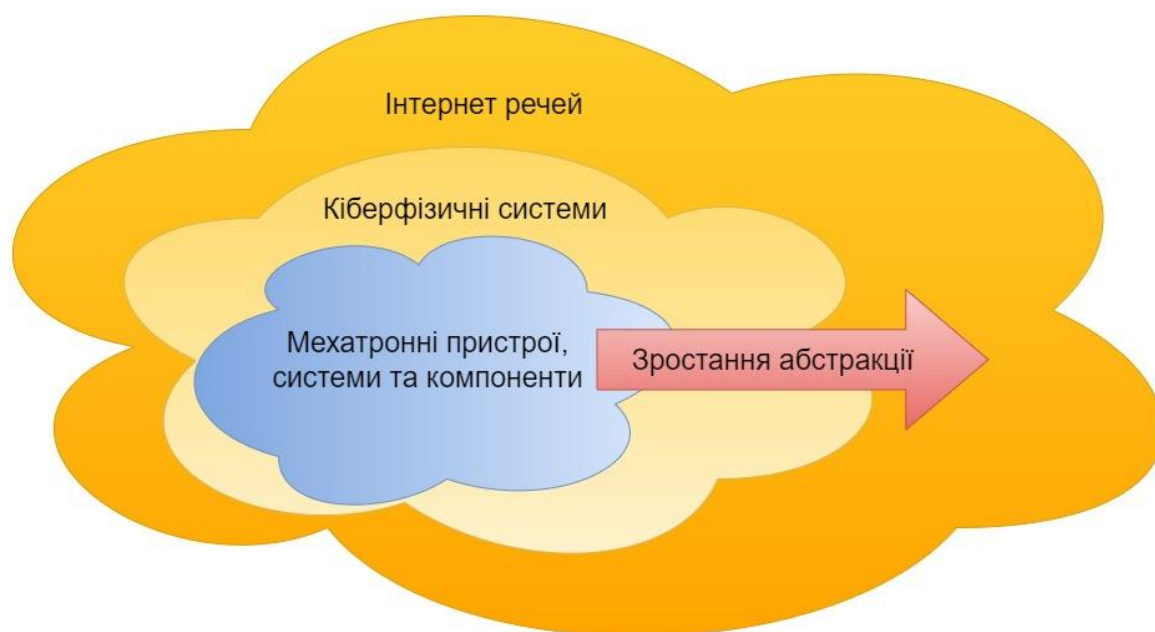 Інтернет речей
Кіберфізичні системи
Мехатронні пристрої,
системи та компоненти
Зростання абстракції